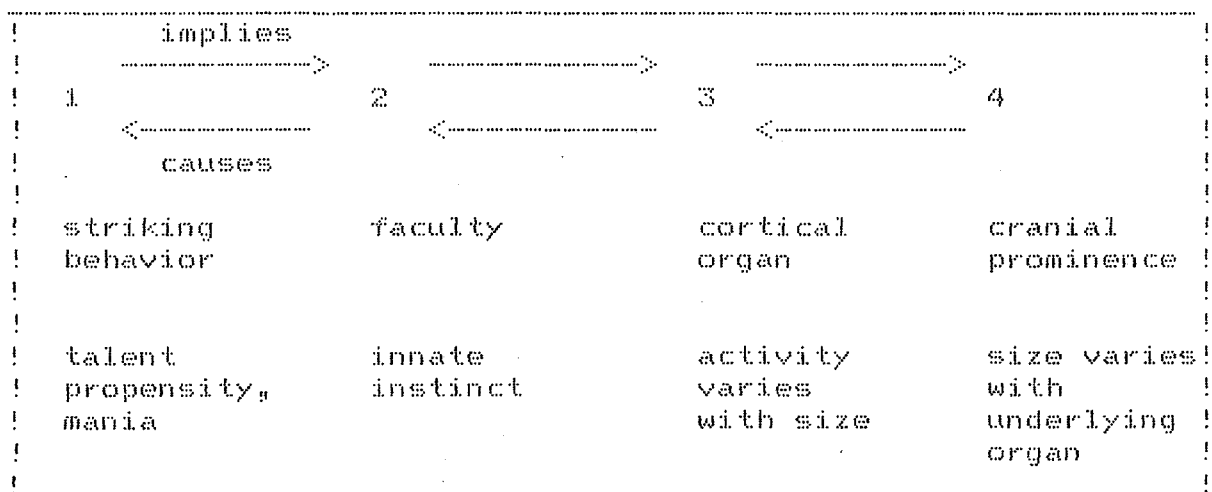 implies
1 2 3 4
causes
striking faculty cortical cranial
behavior organ prominence
talent innate activity size varies
propensity, instinct varies with
mania with size underlying
organ